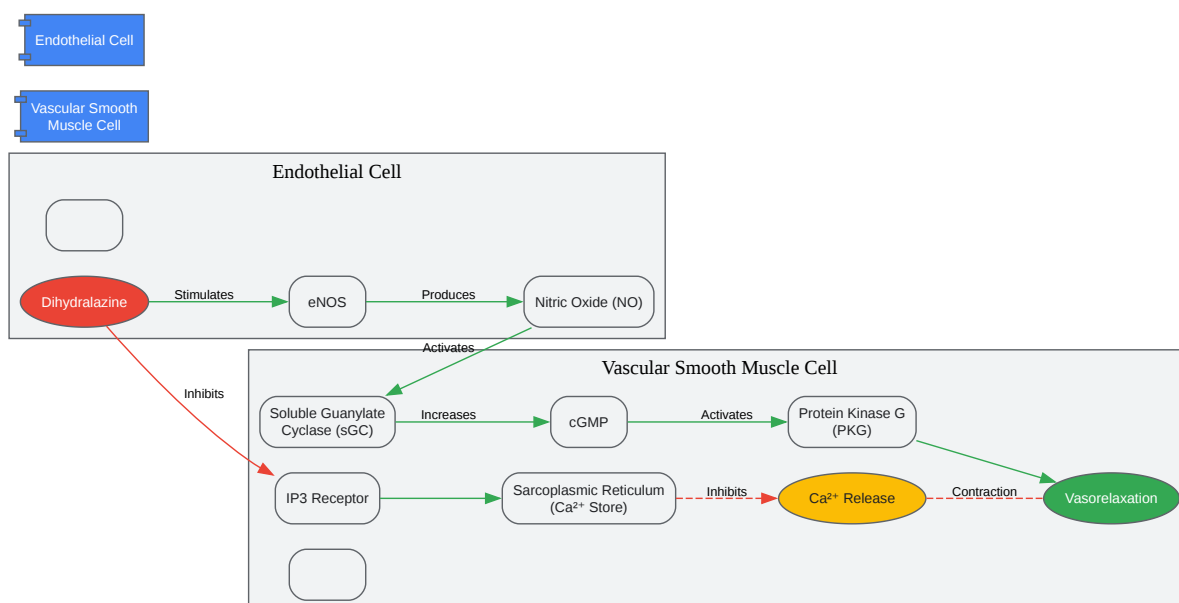 Endothelial Cell
Vascular Smooth
Muscle Cell
Endothelial Cell
Dihydralazine
Stimulates
eNOS
Produces
Nitric Oxide (NO)
Activates
Inhibits
Vascular Smooth Muscle Cell
Soluble Guanylate
Cyclase (sGC)
Increases
cGMP
Activates
Protein Kinase G
(PKG)
IP3 Receptor
Sarcoplasmic Reticulum
(Ca²⁺ Store)
Inhibits
Ca²⁺ Release
Contraction
Vasorelaxation